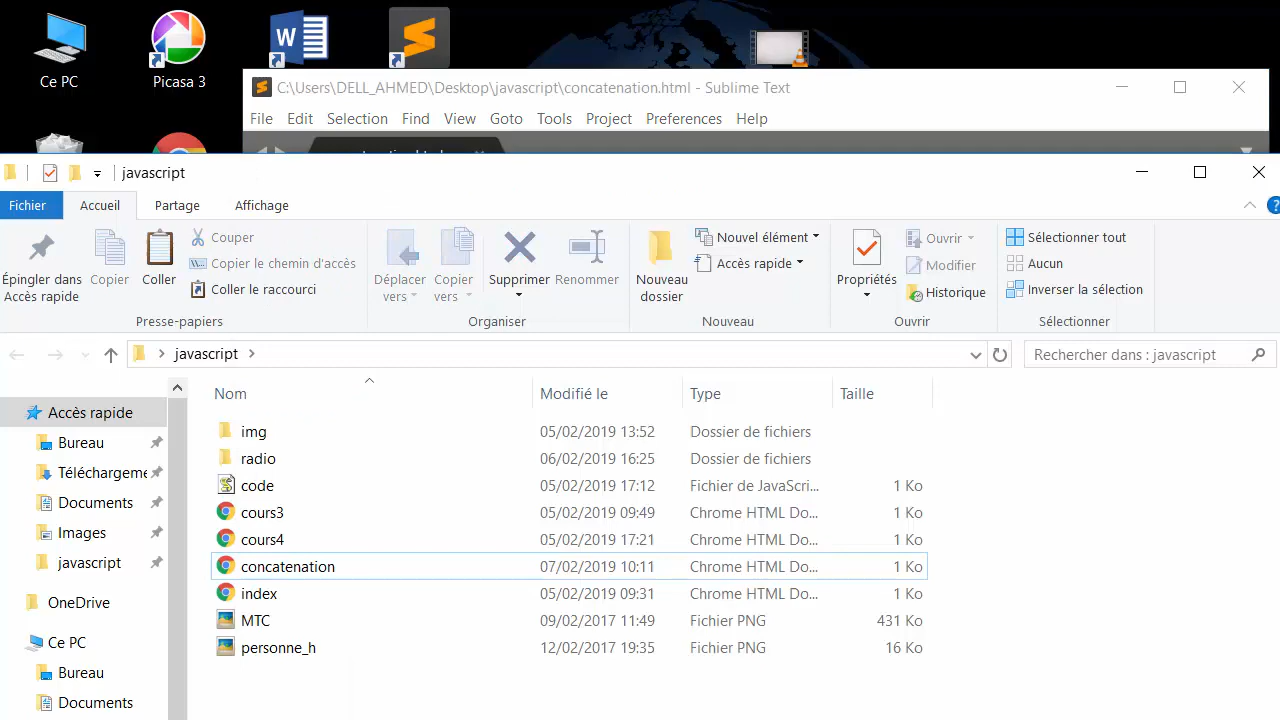 Ce PC
Picasa 3
C:\Users\DELL_AHMED\Desktop\javascript\concatenation.html - Sublime Text
File Edit Selection Find View Goto Tools Project Preferences Help
javascript
Fichier Accueil Partage Affichage
Épingler dans Accès rapide
Copier
Coller
Couper
Copier le chemin d'accès
Coller le raccourci
Presse-papiers
Déplacer vers
Copier vers
Supprimer
Renommer
Organiser
Nouveau dossier
Nouvel élément
Accès rapide
Nouveau
Propriétés
Ouvrir
Modifier
Historique
Ouvrir
Sélectionner tout
Aucun
Inverser la sélection
Sélectionner
javascript
Rechercher dans : javascript
Accès rapide
Bureau
Téléchargeme
Documents
Images
javascript
OneDrive
Ce PC
Bureau
Documents
Nom Modifié le Type Taille
img 05/02/2019 13:52 Dossier de fichiers
radio 06/02/2019 16:25 Dossier de fichiers
code 05/02/2019 17:12 Fichier de JavaScri... 1 Ko
cours3 05/02/2019 09:49 Chrome HTML Do... 1 Ko
cours4 05/02/2019 17:21 Chrome HTML Do... 1 Ko
concatenation 07/02/2019 10:11 Chrome HTML Do... 1 Ko
index 05/02/2019 09:31 Chrome HTML Do... 1 Ko
MTC 09/02/2017 11:49 Fichier PNG 431 Ko
personne_h 12/02/2017 19:35 Fichier PNG 16 Ko